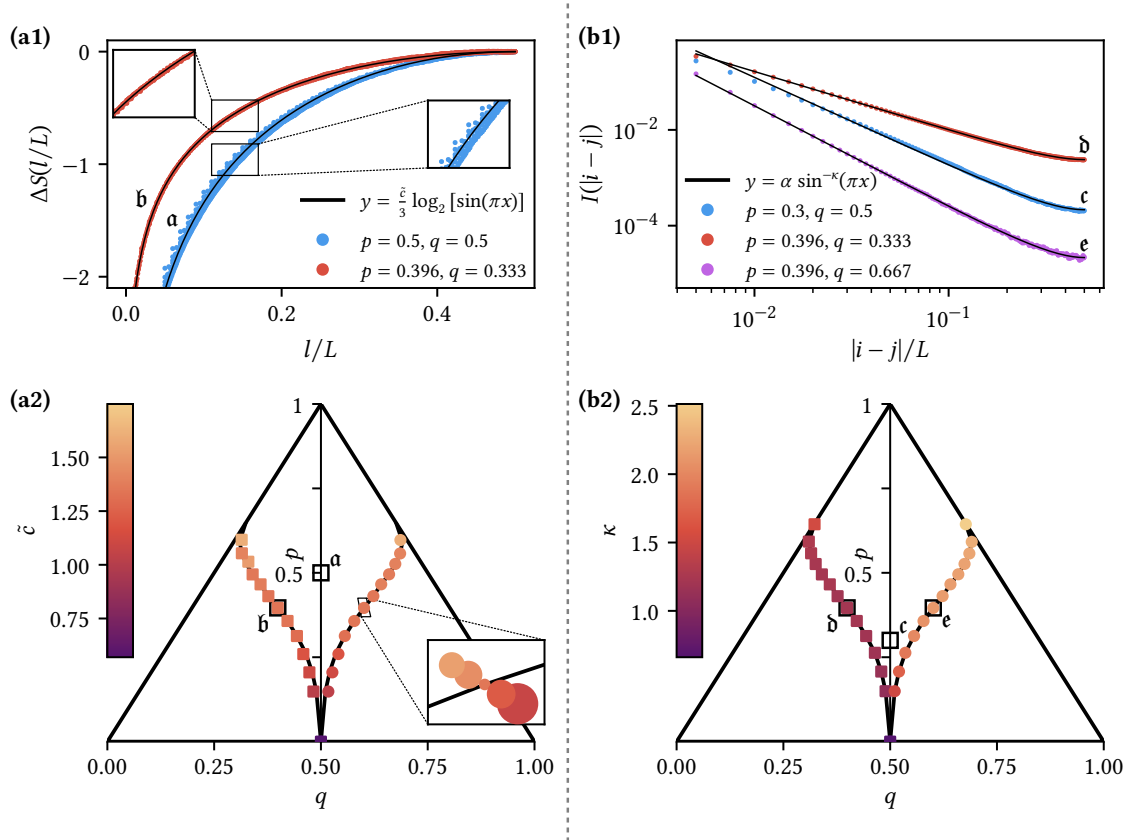 (a1)
0
−1
−2
ΔS(l/L)
𝔟
𝔞
y = c̃/3 log₂ [sin(πx)]
p = 0.5, q = 0.5
p = 0.396, q = 0.333
0.0
0.2
0.4
l/L
(b1)
10⁻²
10⁻⁴
I(|i − j|)
𝔡
𝔠
𝔢
y = α sin⁻ᵏ(πx)
p = 0.3, q = 0.5
p = 0.396, q = 0.333
p = 0.396, q = 0.667
10⁻²
10⁻¹
|i − j|/L
(a2)
1.50
1.25
1.00
0.75
c̃
1
p
0.5
𝔞
𝔟
0.00
0.25
0.50
0.75
1.00
q
(b2)
2.5
2.0
1.5
1.0
κ
1
p
0.5
𝔡
𝔠
𝔢
0.00
0.25
0.50
0.75
1.00
q